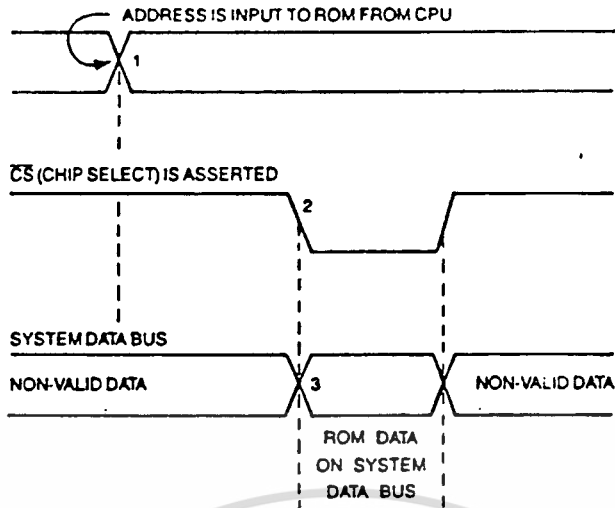 ADDRESS IS INPUT TO ROM FROM CPU
1
CS (CHIP SELECT) IS ASSERTED
2
SYSTEM DATA BUS
NON-VALID DATA
3
NON-VALID DATA
ROM DATA
ON SYSTEM
DATA BUS